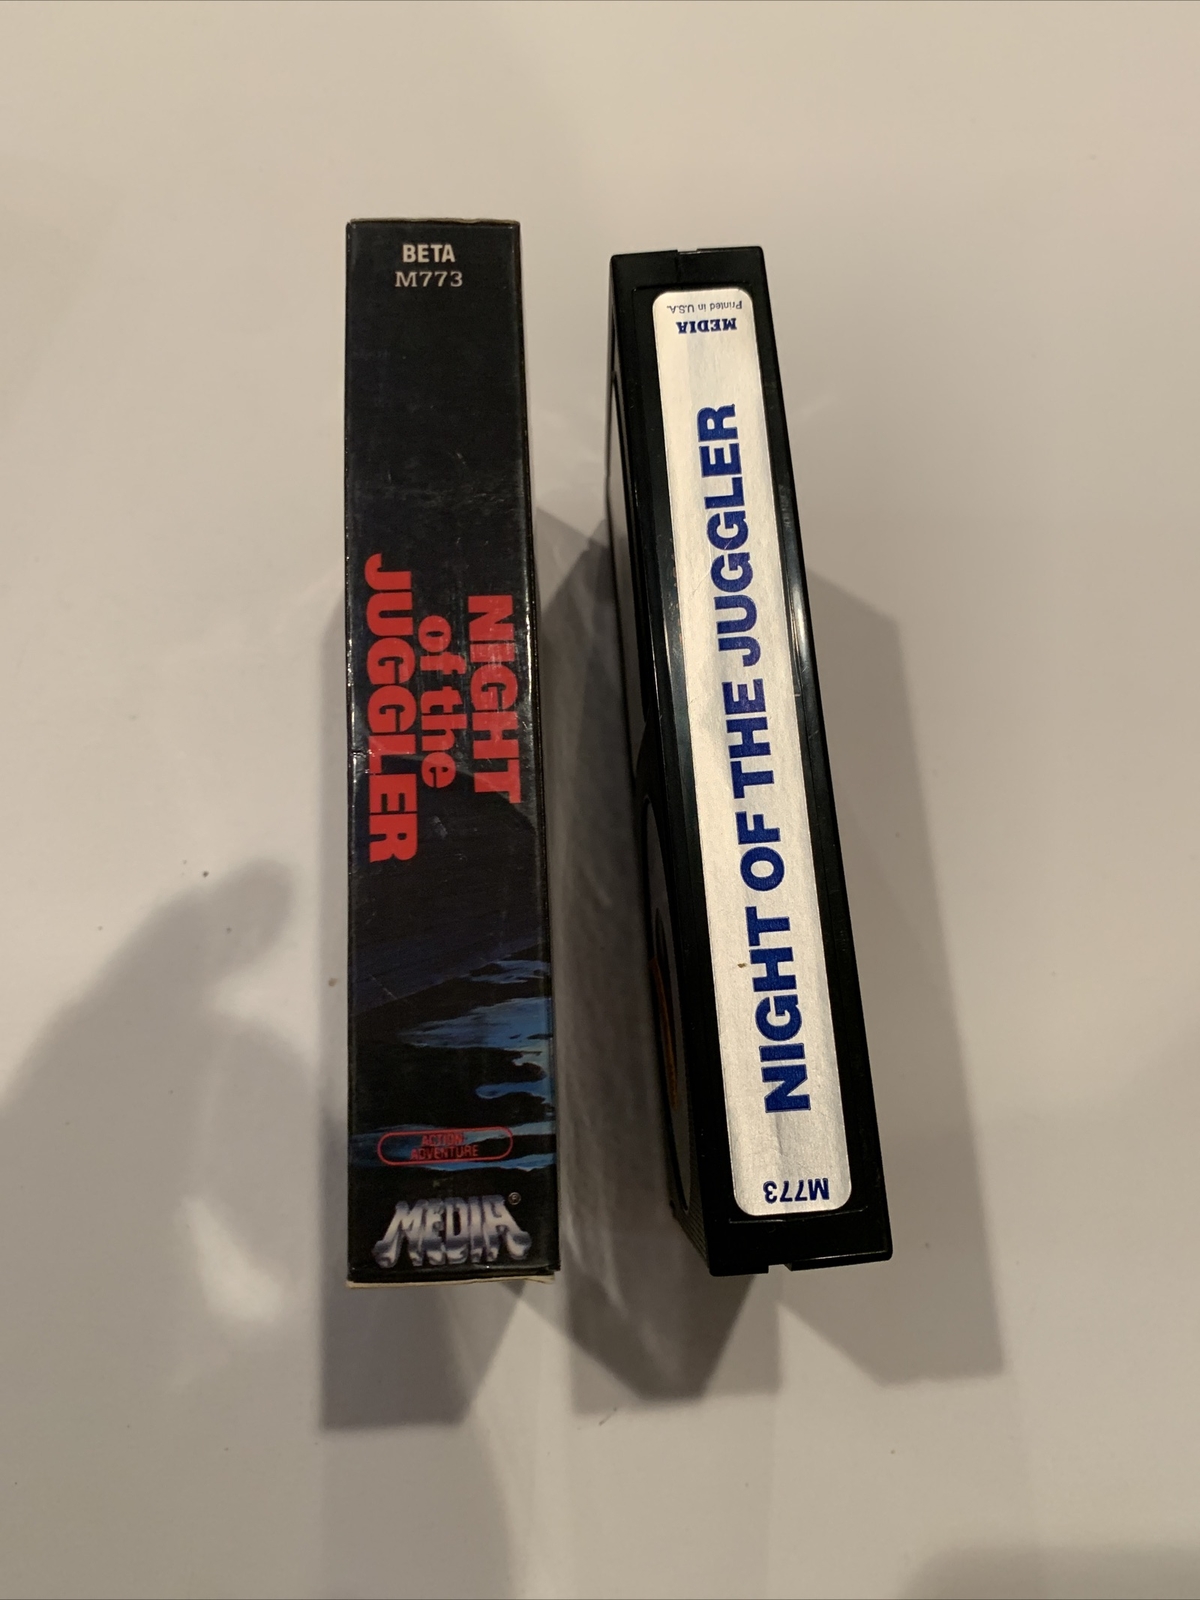 BETA
M773
NIGHT
of the
JUGGLER
ACTION
ADVENTURE
MEDIA®
M773
NIGHT OF THE JUGGLER
MEDIA
Printed in U.S.A.